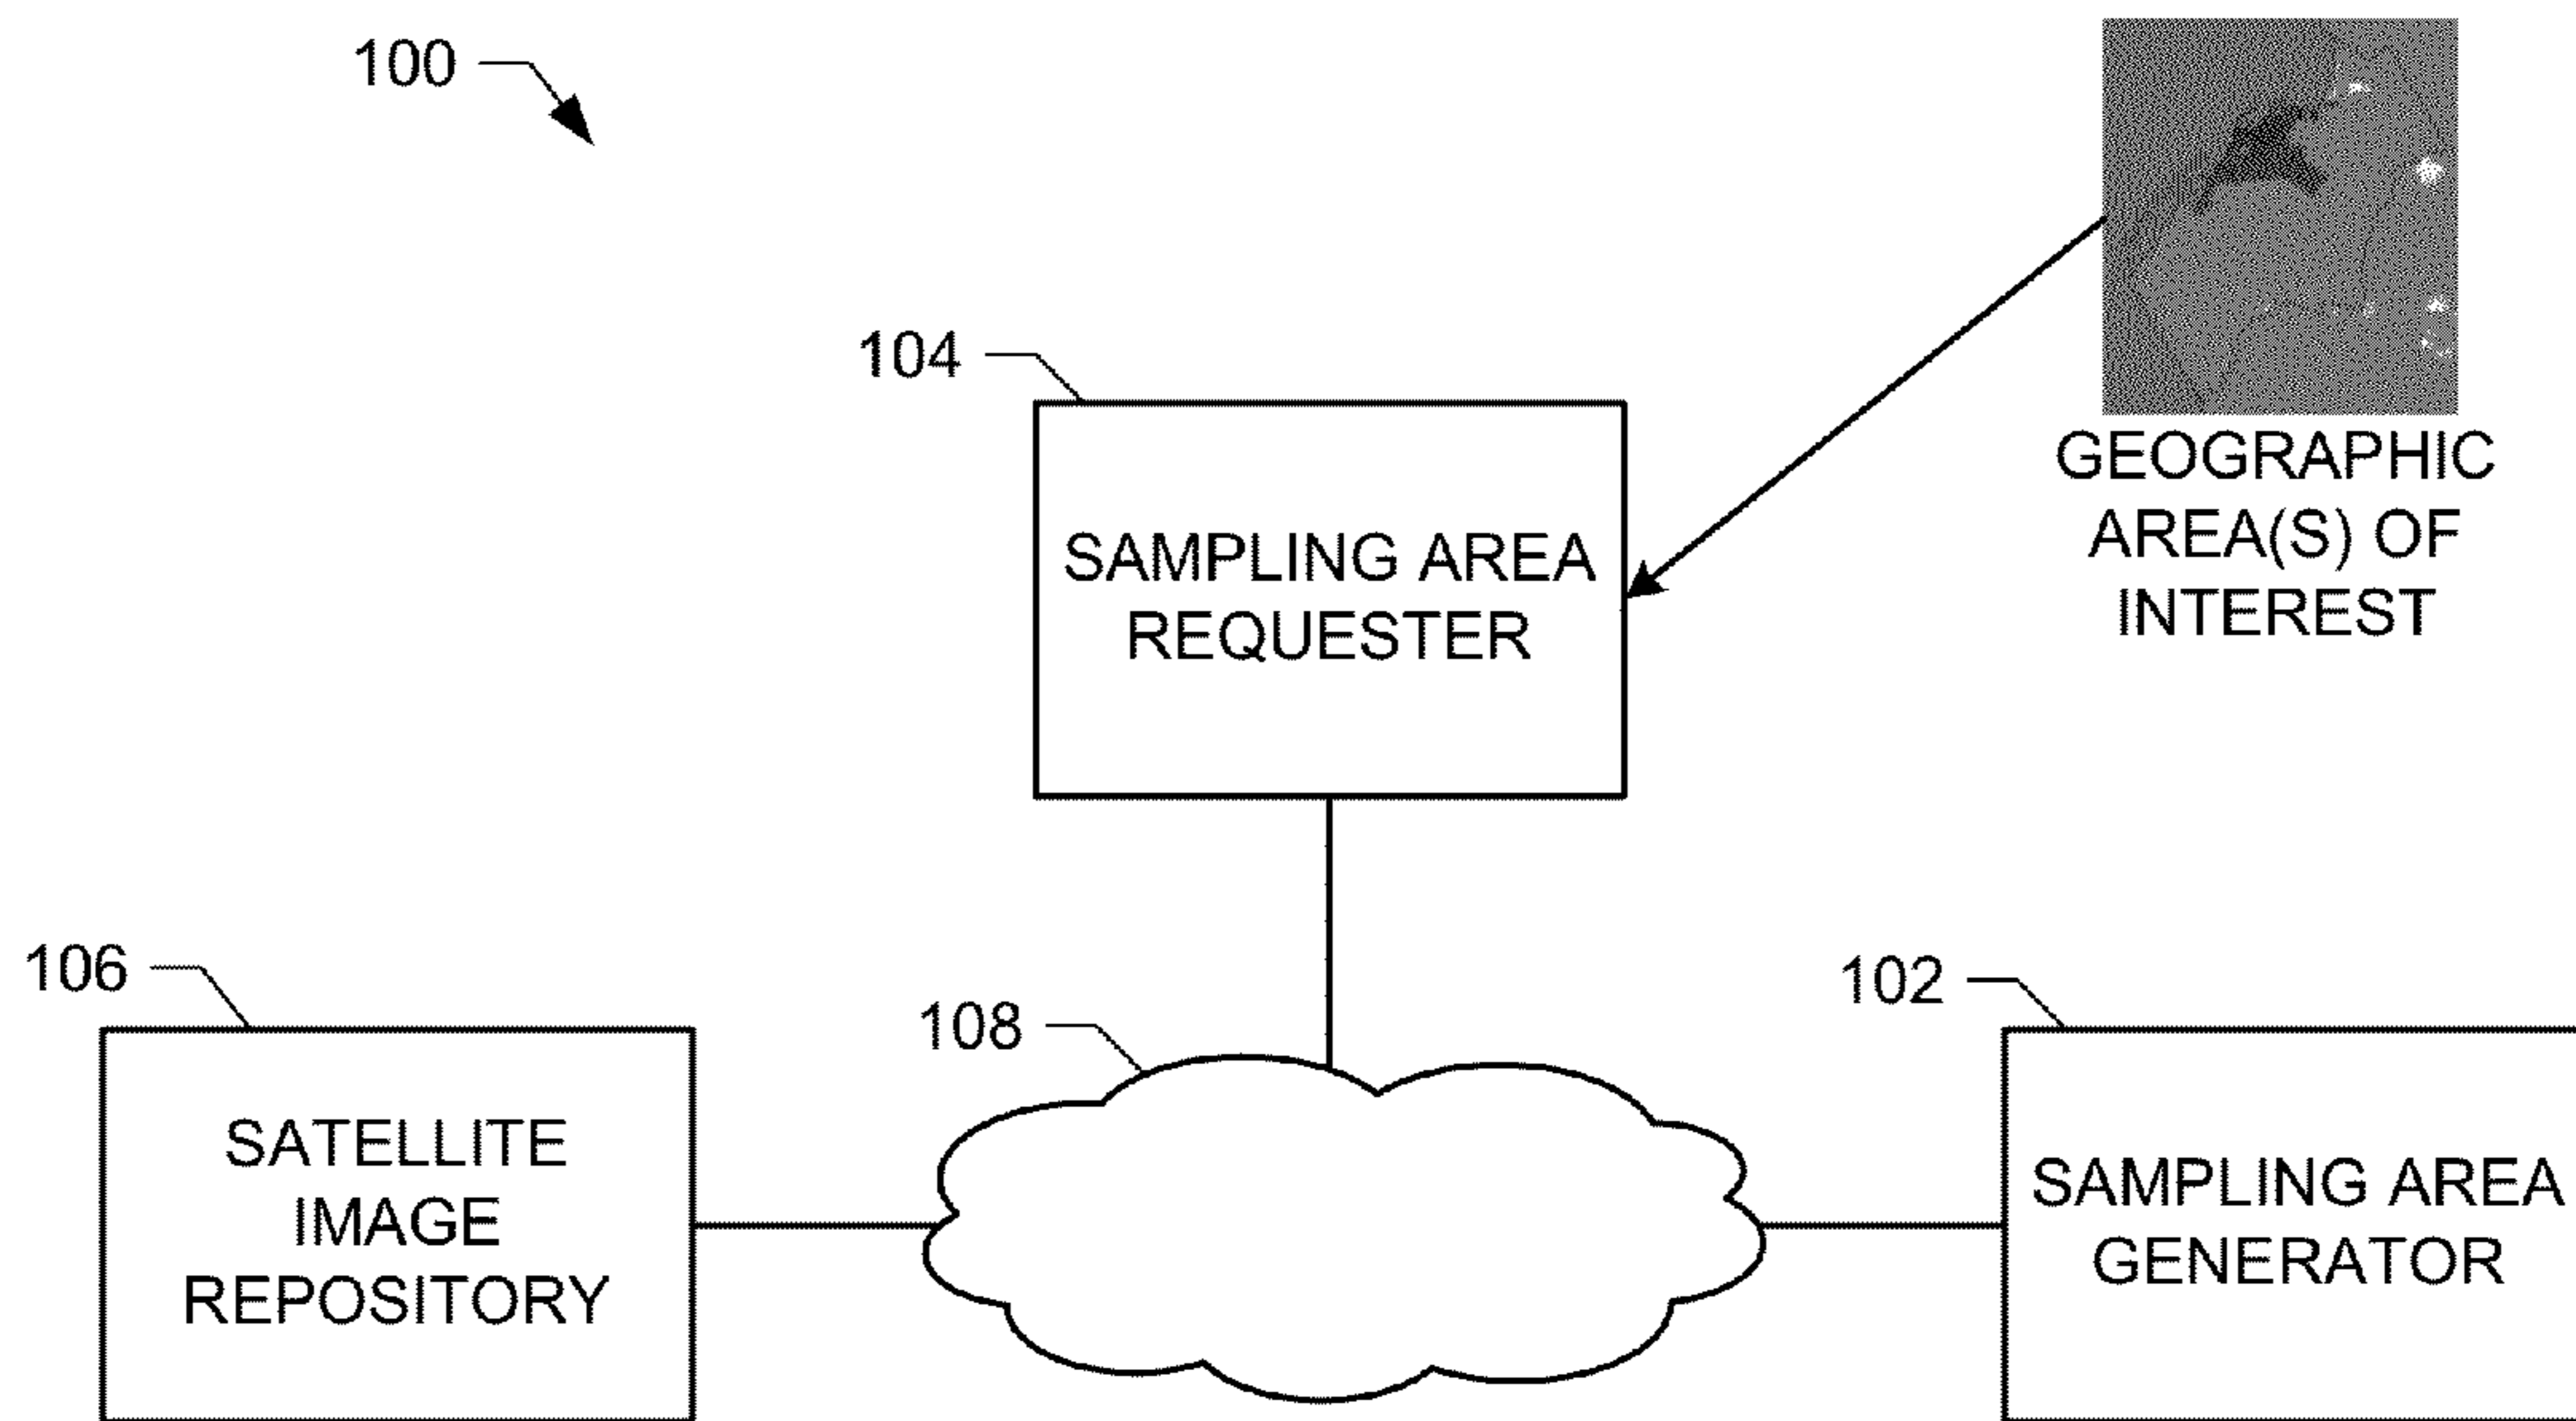 100
104
SAMPLING AREA
REQUESTER
GEOGRAPHIC
AREA(S) OF
INTEREST
106
SATELLITE
IMAGE
REPOSITORY
108
102
SAMPLING AREA
GENERATOR